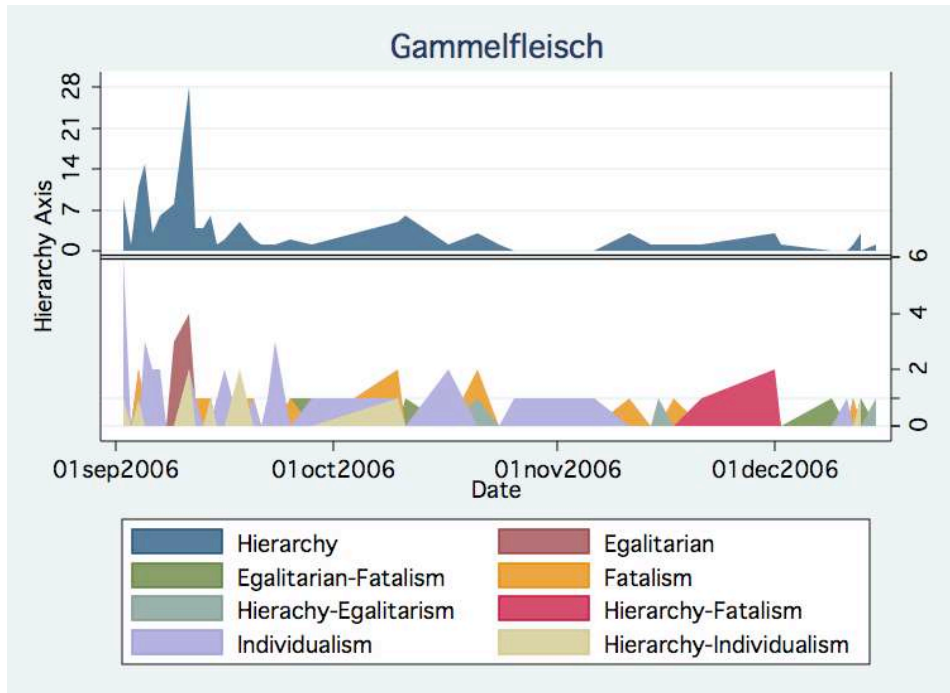 Gammelfleisch
28
21
14
7
0
Hierarchy Axis
6
4
2
0
01sep2006 01oct2006 01nov2006 01dec2006
Date
Hierarchy Egalitarian
Egalitarian-Fatalism Fatalism
Hierachy-Egalitarism Hierarchy-Fatalism
Individualism Hierarchy-Individualism